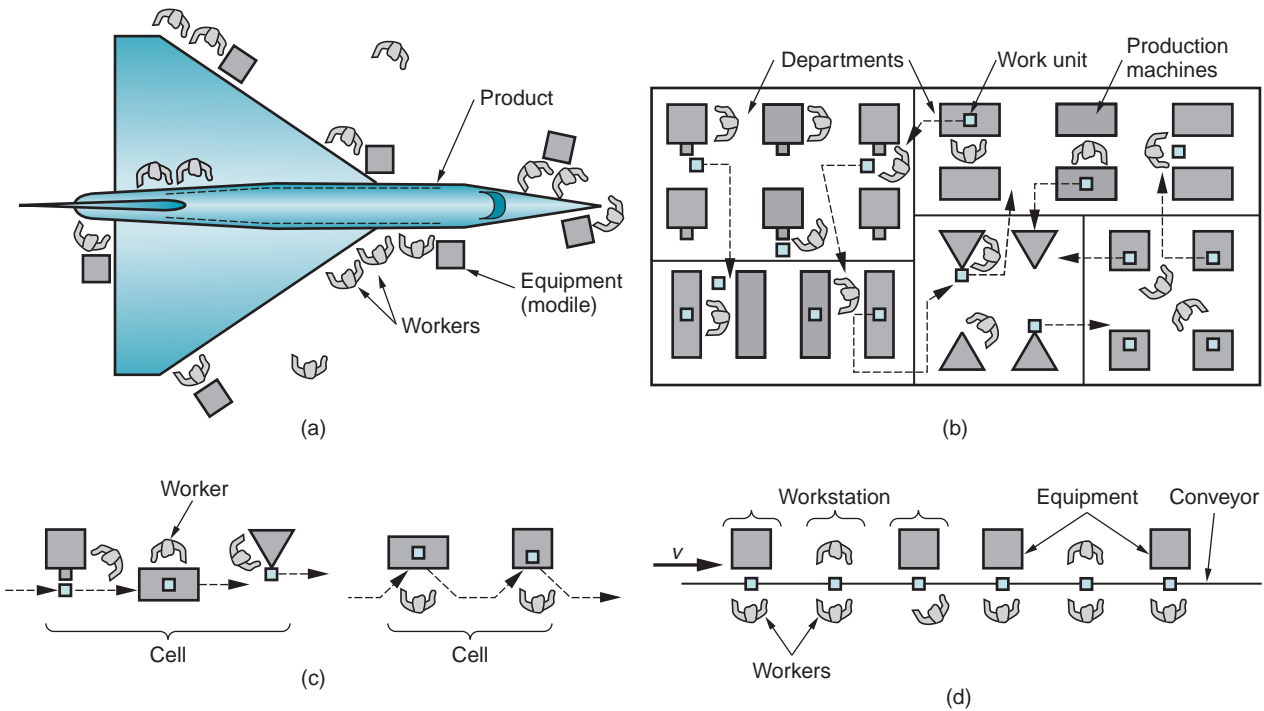 Product
Equipment
(modile)
Workers
(a)
Departments
Work unit
Production
machines
(b)
Worker
Cell
Cell
(c)
Workstation
Equipment
Conveyor
v
Workers
(d)